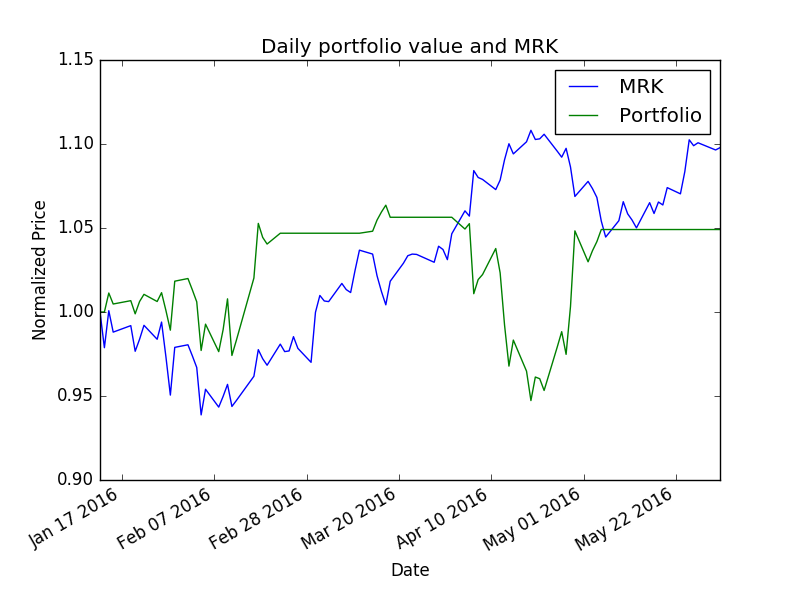 Daily portfolio value and MRK
1.15
1.10
1.05
1.00
0.95
0.90
Normalized Price
MRK
Portfolio
Jan 17 2016
Feb 07 2016
Feb 28 2016
Mar 20 2016
Apr 10 2016
May 01 2016
May 22 2016
Date